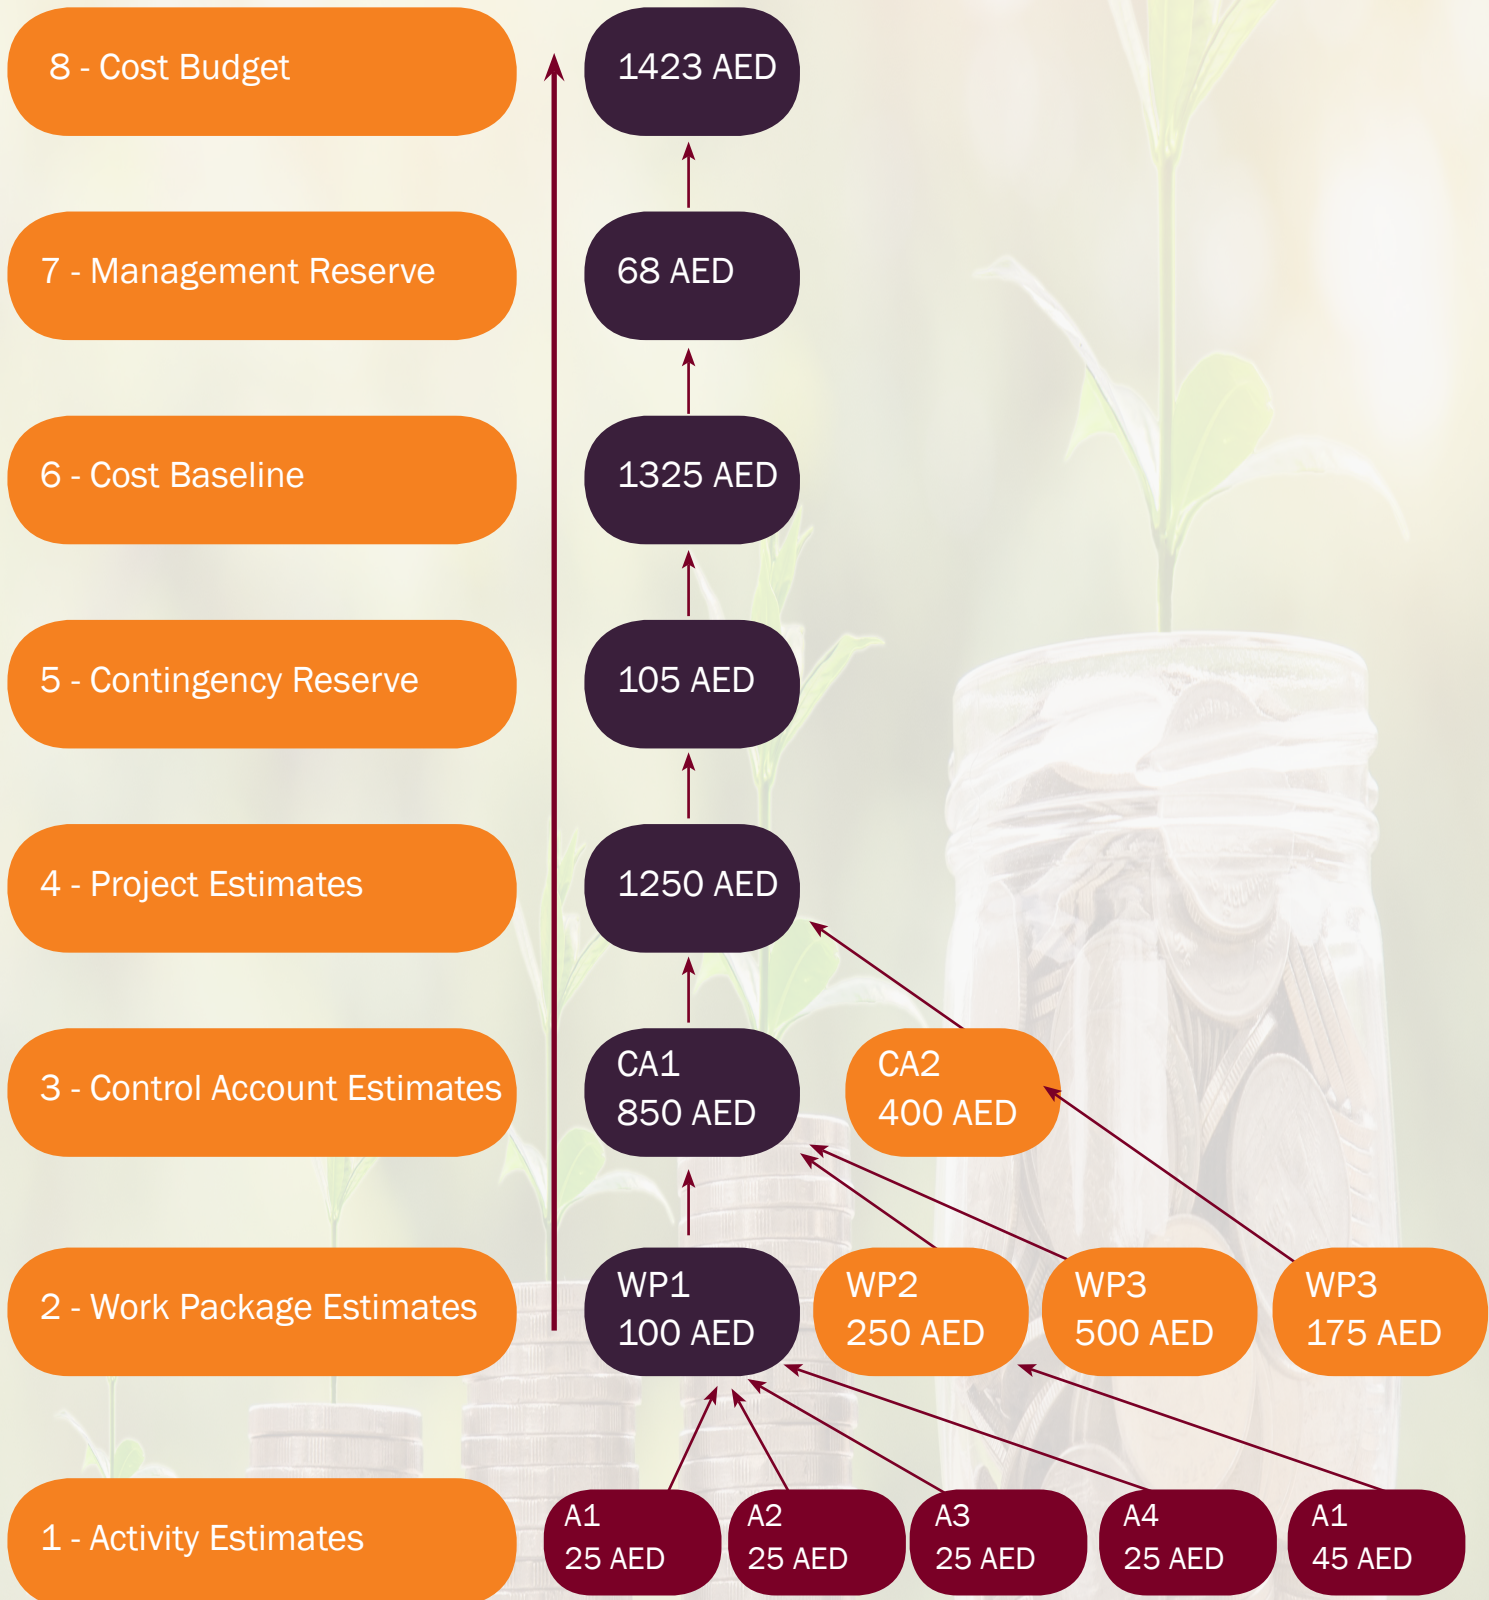 8 - Cost Budget
1423 AED
7 - Management Reserve
68 AED
6 - Cost Baseline
1325 AED
5 - Contingency Reserve
105 AED
4 - Project Estimates
1250 AED
3 - Control Account Estimates
CA1
850 AED
CA2
400 AED
2 - Work Package Estimates
WP1
100 AED
WP2
250 AED
WP3
500 AED
WP3
175 AED
1 - Activity Estimates
A1
25 AED
A2
25 AED
A3
25 AED
A4
25 AED
A1
45 AED